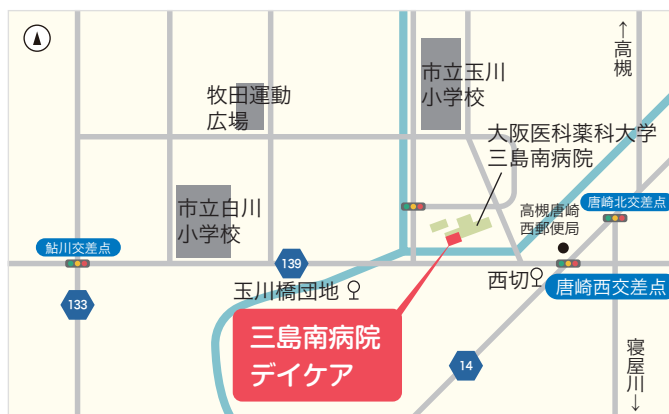 ↑高槻
市立玉川
小学校
牧田運動
広場
大阪医科薬科大学
三島南病院
市立白川
小学校
高槻唐崎
西郵便局
唐崎北交差点
鮎川交差点
139
西切
唐崎西交差点
玉川橋団地
133
三島南病院
デイケア
14
寝屋川→